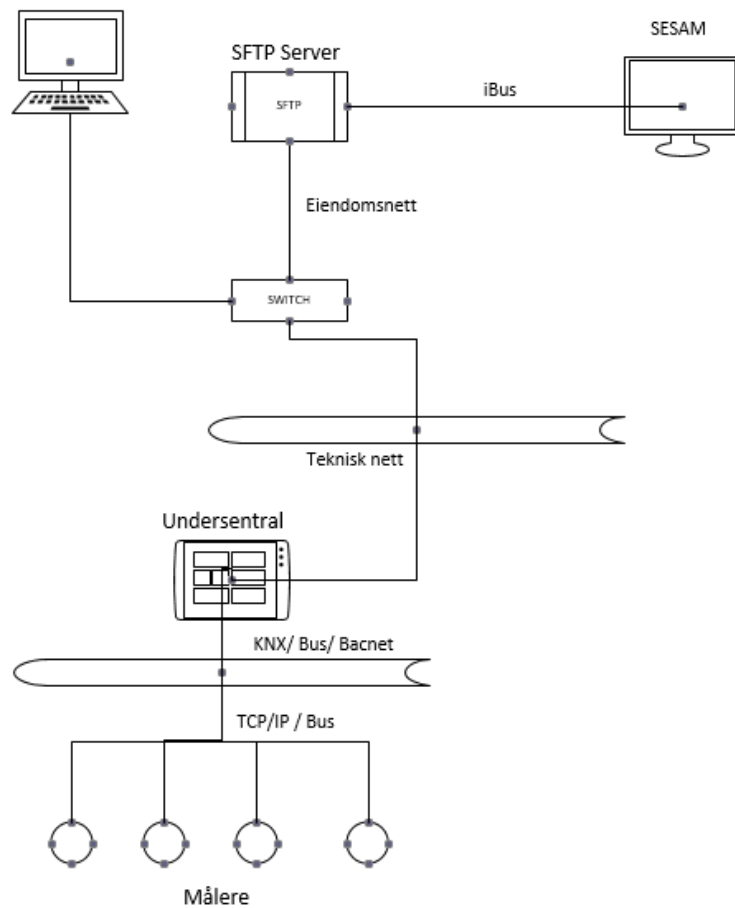 SESAM
SFTP Server
iBus
SFTP
Eiendomsnett
SWITCH
Teknisk nett
Undersentral
KNX/ Bus/ Bacnet
TCP/IP / Bus
Målere